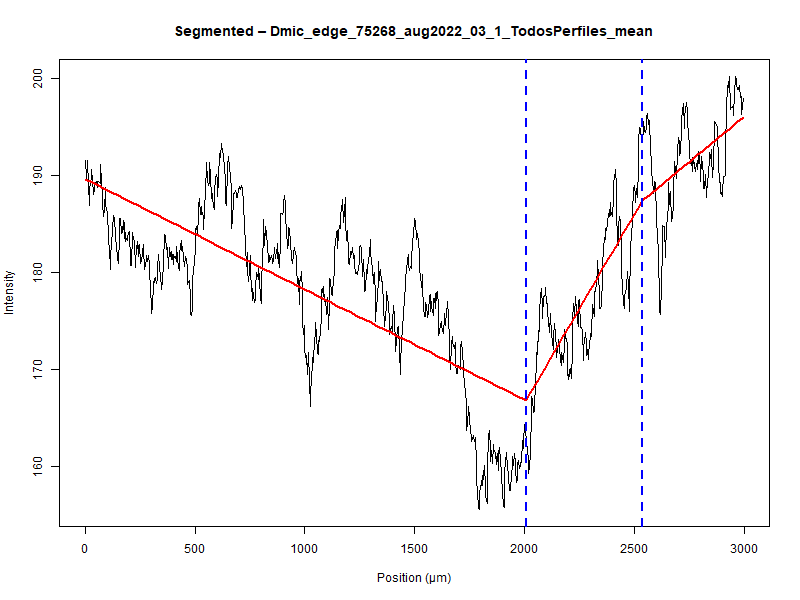 Segmented – Dmic_edge_75268_aug2022_03_1_TodosPerfiles_mean
200
190
180
170
160
Intensity
0 500 1000 1500 2000 2500 3000
Position (µm)